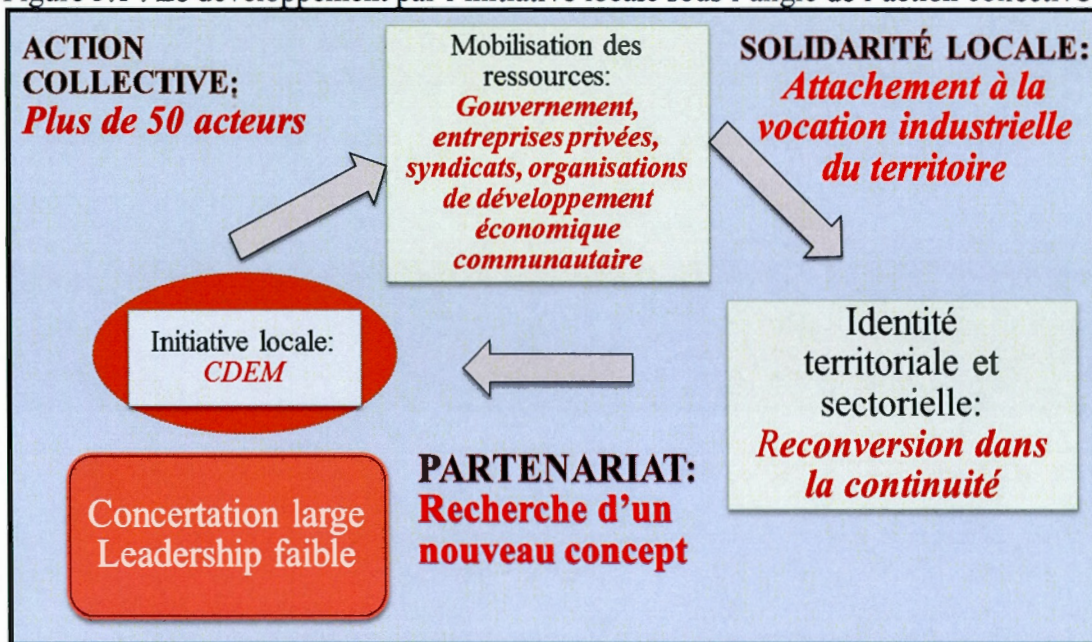 ACTION
COLLECTIVE:
Plus de 50 acteurs
Mobilisation des
ressources:
Gouvernement,
entreprises privées,
syndicats, organisations
de développement
économique
communautaire
SOLIDARITÉ LOCALE:
Attachement à la
vocation industrielle
du territoire
Initiative locale:
CDEM
Identité
territoriale et
sectorielle:
Reconversion dans
la continuité
PARTENARIAT:
Recherche d'un
nouveau concept
Concertation large
Leadership faible